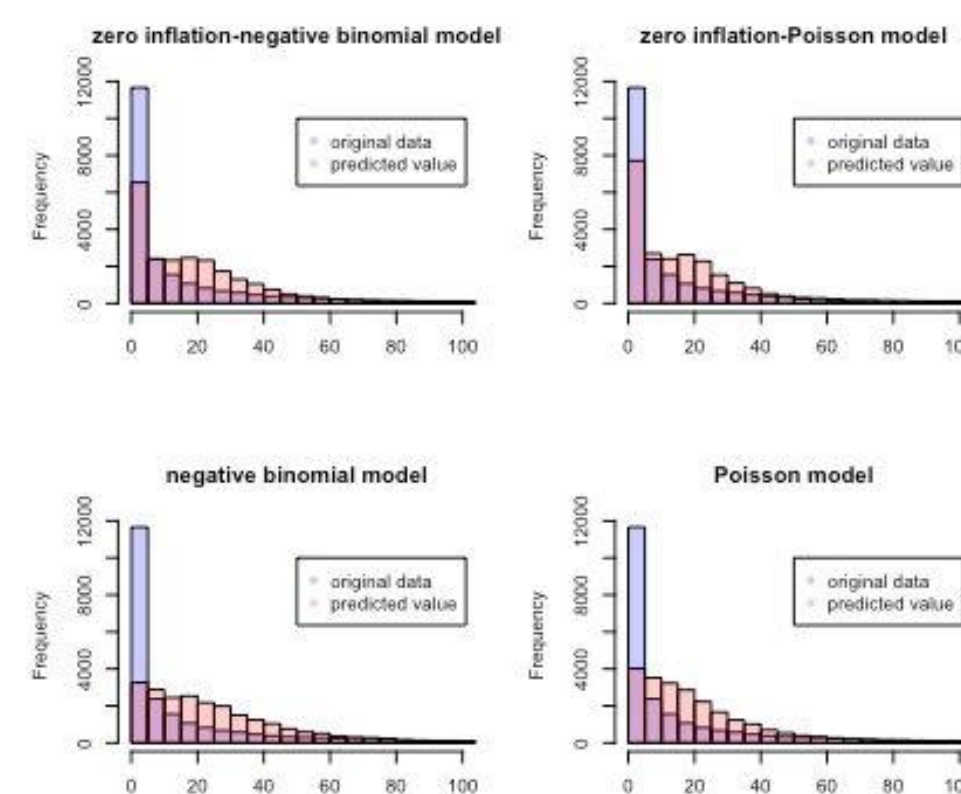 zero inflation-negative binomial model
zero inflation-Poisson model
12000
8000
4000
0
Frequency
original data
predicted value
0 20 40 60 80 100
12000
8000
4000
0
Frequency
original data
predicted value
0 20 40 60 80 10
negative binomial model
Poisson model
12000
8000
4000
0
Frequency
original data
predicted value
0 20 40 60 80 100
12000
8000
4000
0
Frequency
original data
predicted value
0 20 40 60 80 10